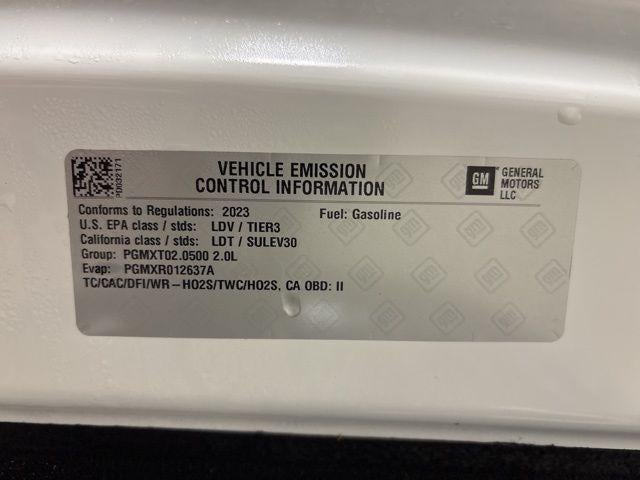 VEHICLE EMISSION
CONTROL INFORMATION
GM
GENERAL
MOTORS
LLC
PD032171
Conforms to Regulations: 2023 Fuel: Gasoline
U.S. EPA class / stds: LDV / TIER3
California class / stds: LDT / SULEV30
Group: PGMXT02.0500 2.0L
Evap: PGMXR012637A
TC/CAC/DFI/WR-HO2S/TWC/HO2S, CA OBD: II